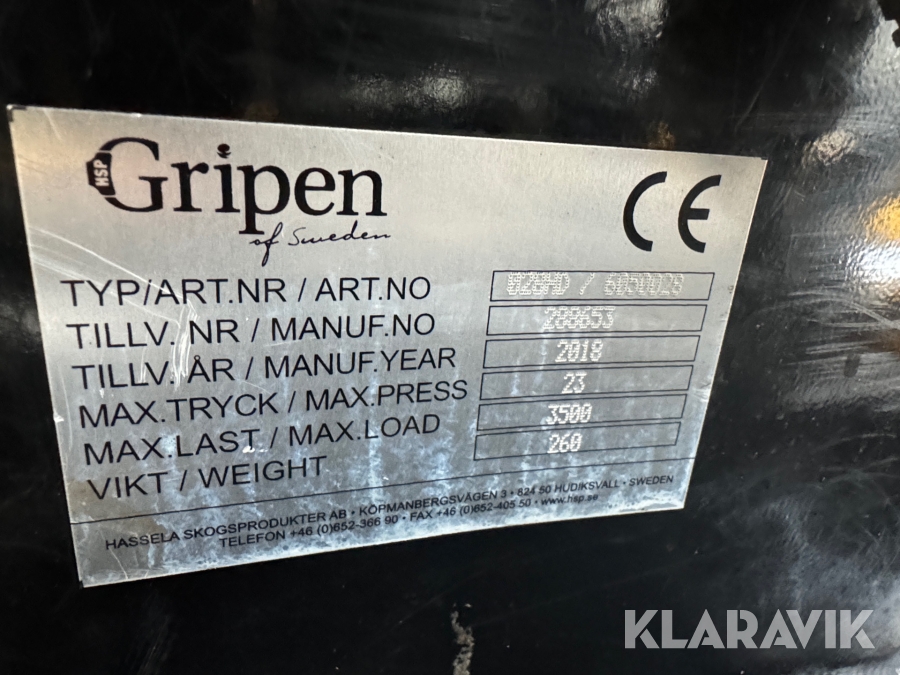 HSP
Gripen
of Sweden
CE
TYP/ART.NR / ART.NO 028HD / 6050028
TILLV. NR / MANUF.NO 288653
TILLV.ÅR / MANUF.YEAR 2018
MAX.TRYCK / MAX.PRESS 23
MAX.LAST / MAX.LOAD 3500
VIKT / WEIGHT 260
HASSELA SKOGSPRODUKTER AB • KÖPMANBERGSVÄGEN 3 • 824 50 HUDIKSVALL • SWEDEN
TELEFON +46 (0)652-366 90 • FAX +46 (0)652-405 50 • www.hsp.se
KLARAVIK